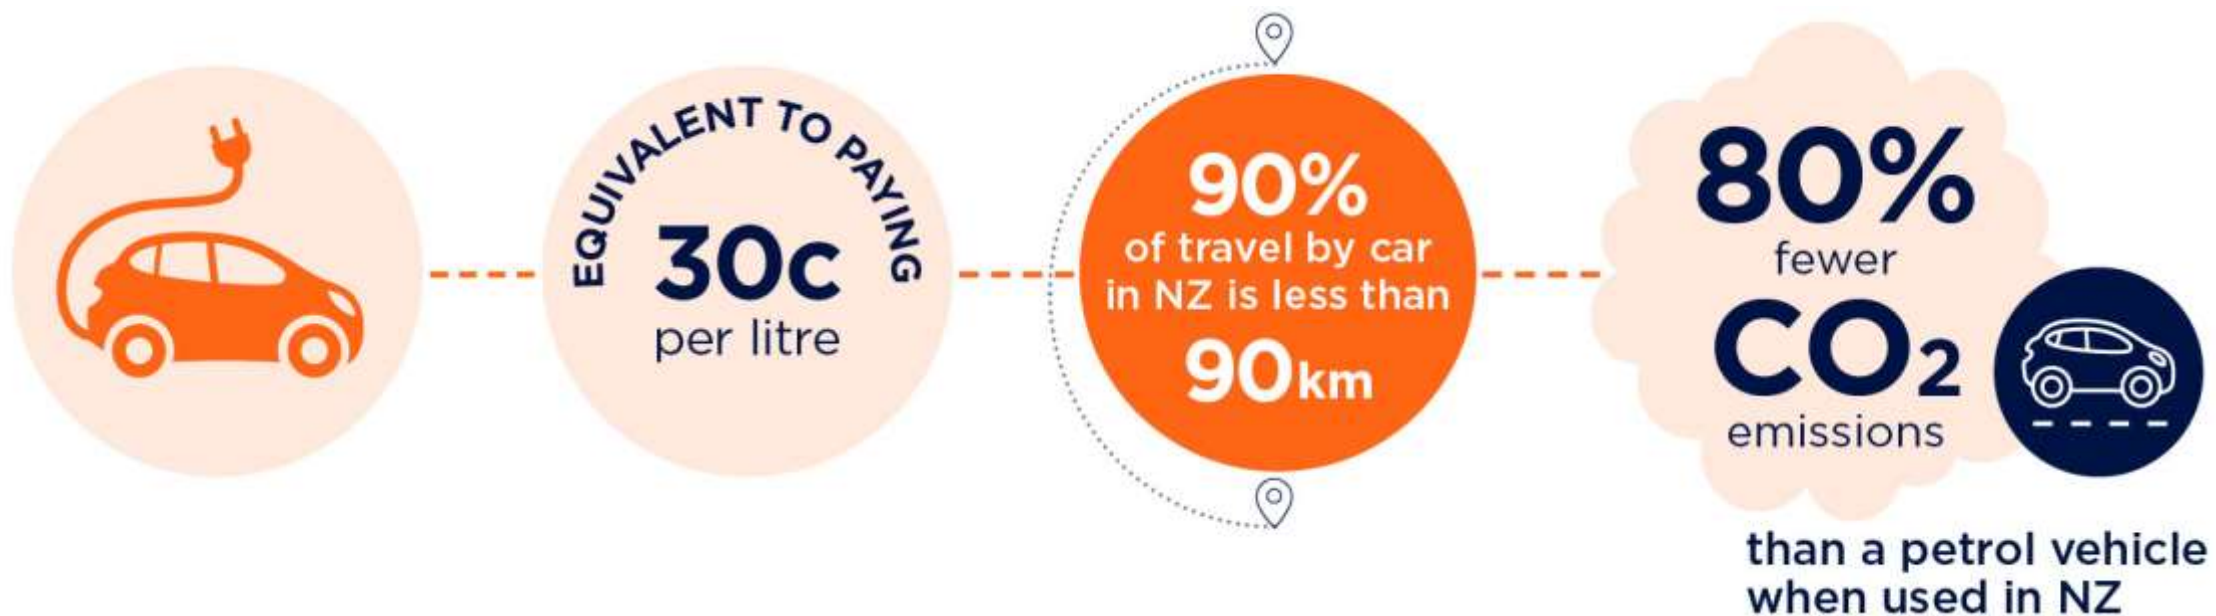 EQUIVALENT TO PAYING
30c
per litre
90%
of travel by car
in NZ is less than
90km
80%
fewer
CO₂
emissions
than a petrol vehicle
when used in NZ